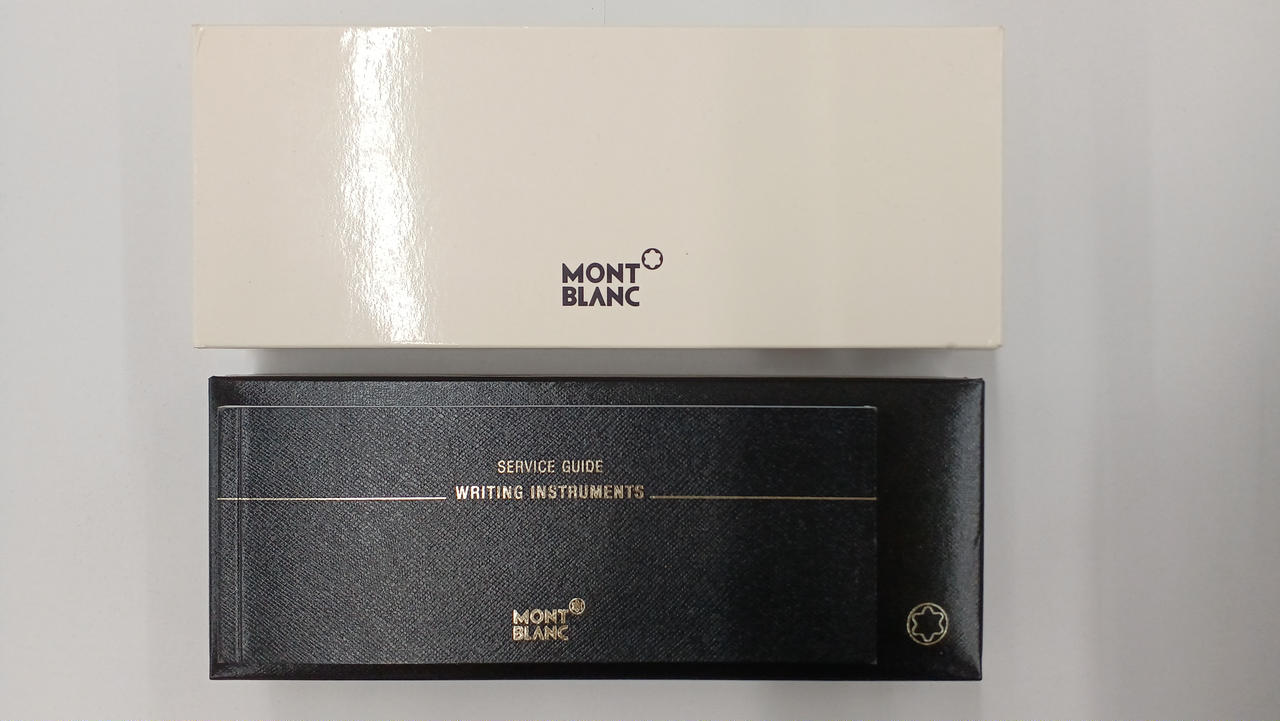 MONT
BLANC
SERVICE GUIDE
WRITING INSTRUMENTS
MONT
BLANC